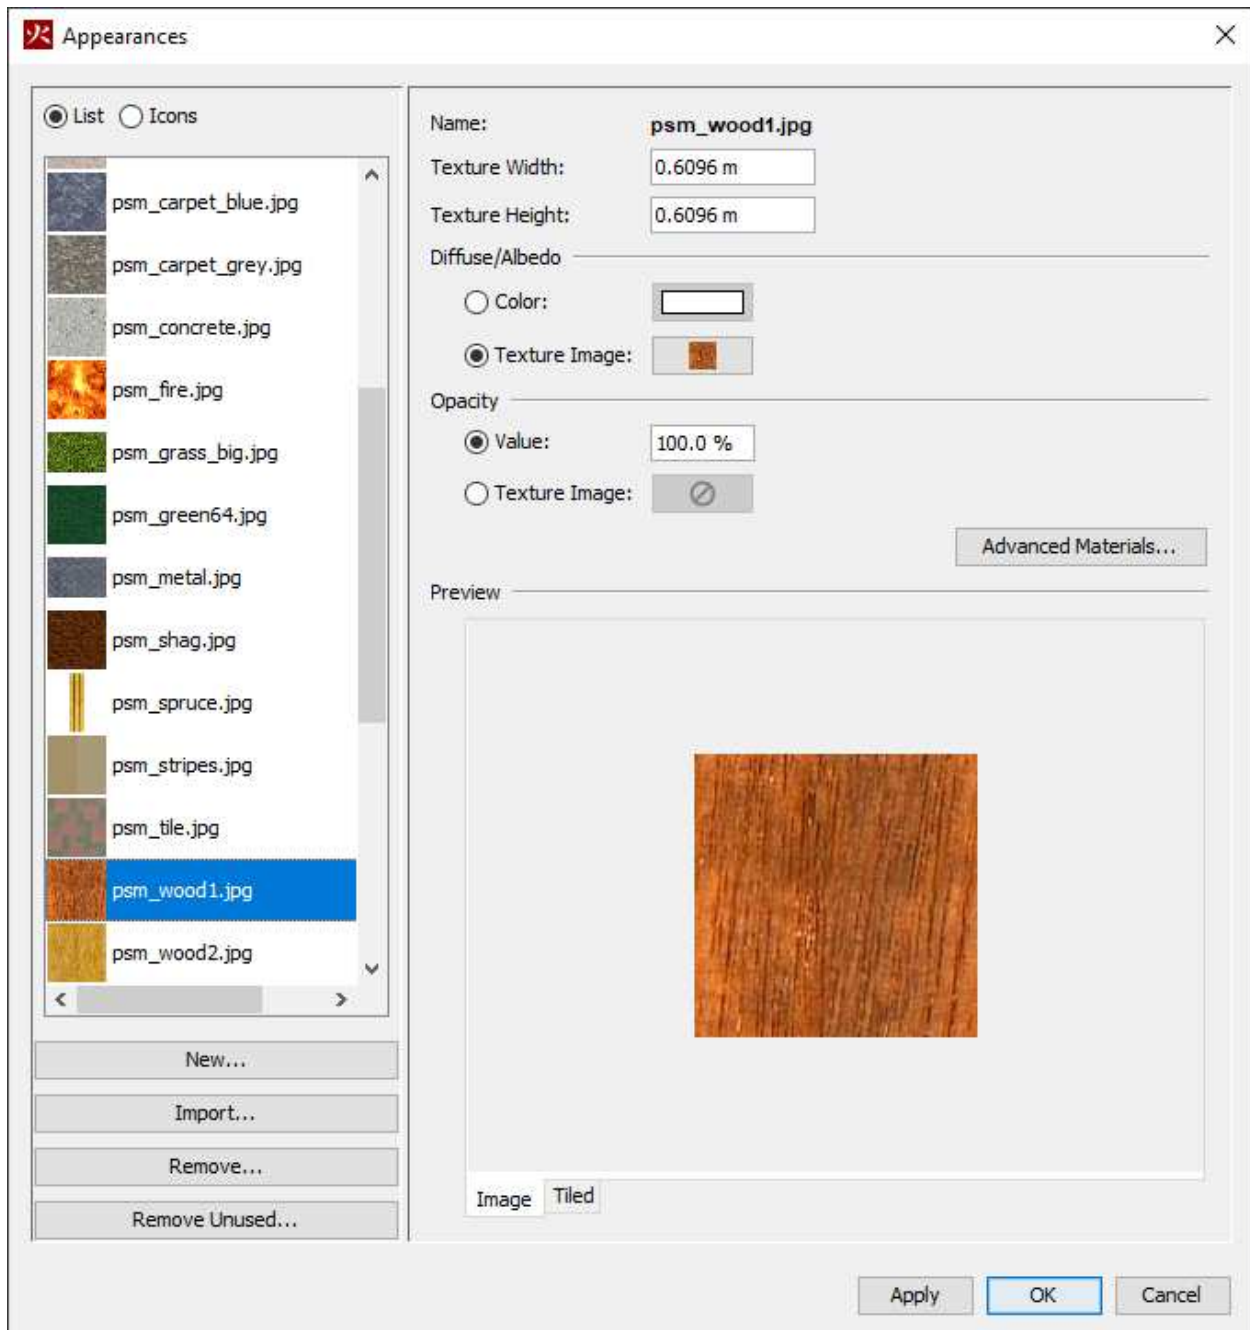 火 Appearances
List Icons
psm_carpet_blue.jpg
psm_carpet_grey.jpg
psm_concrete.jpg
psm_fire.jpg
psm_grass_big.jpg
psm_green64.jpg
psm_metal.jpg
psm_shag.jpg
psm_spruce.jpg
psm_stripes.jpg
psm_tile.jpg
psm_wood1.jpg
psm_wood2.jpg
New...
Import...
Remove...
Remove Unused...
Name: psm_wood1.jpg
Texture Width: 0.6096 m
Texture Height: 0.6096 m
Diffuse/Albedo
Color:
Texture Image:
Opacity
Value: 100.0 %
Texture Image:
Advanced Materials...
Preview
Image Tiled
Apply OK Cancel